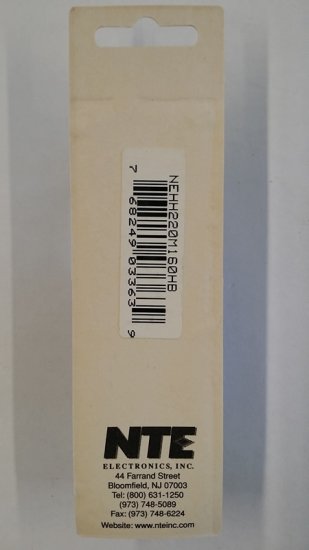 NEHH220M160HB
7 68249 03363 9
NTE
ELECTRONICS, INC.
44 Farrand Street
Bloomfield, NJ 07003
Tel: (800) 631-1250
(973) 748-5089
Fax: (973) 748-6224
Website: www.nteinc.com